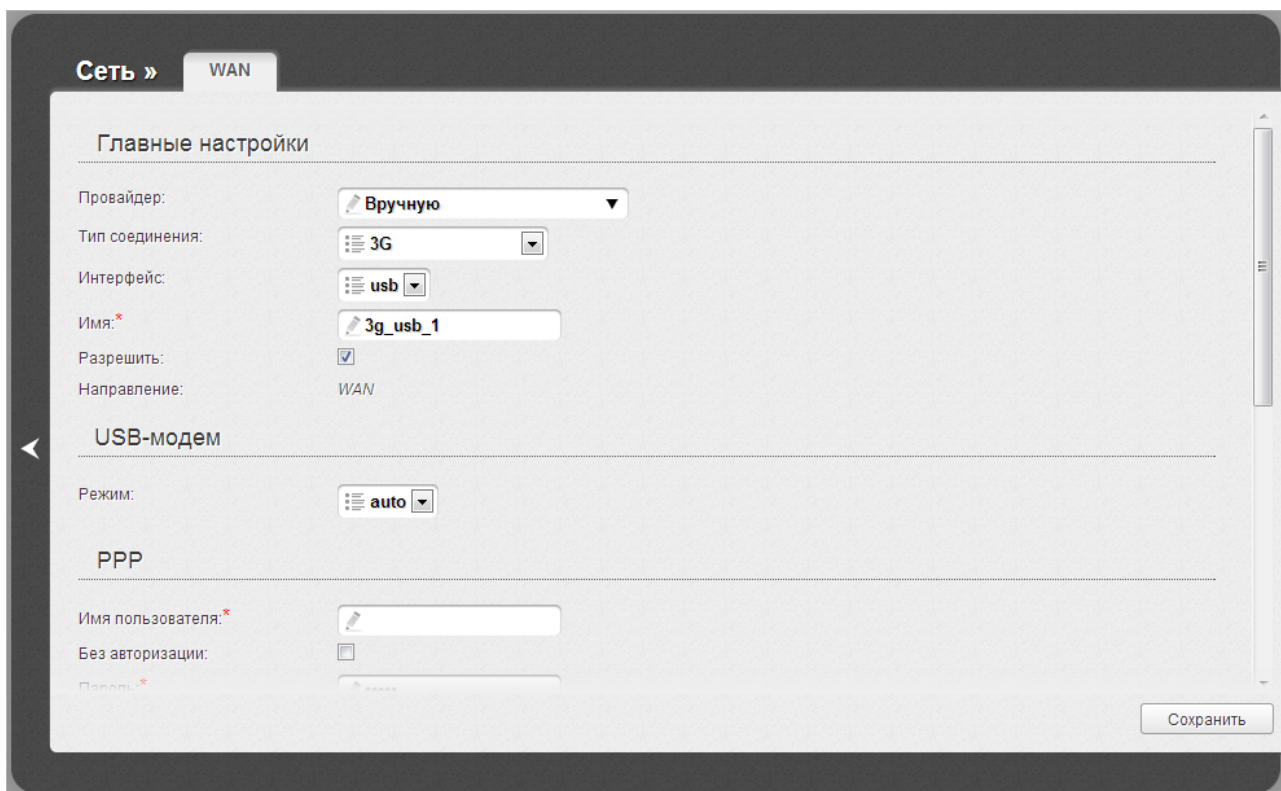 Сеть » WAN
Главные настройки
Провайдер: Вручную
Тип соединения: 3G
Интерфейс: usb
Имя:* 3g_usb_1
Разрешить:
Направление: WAN
USB-модем
Режим: auto
PPP
Имя пользователя:*
Без авторизации:
Пароль:*
Сохранить